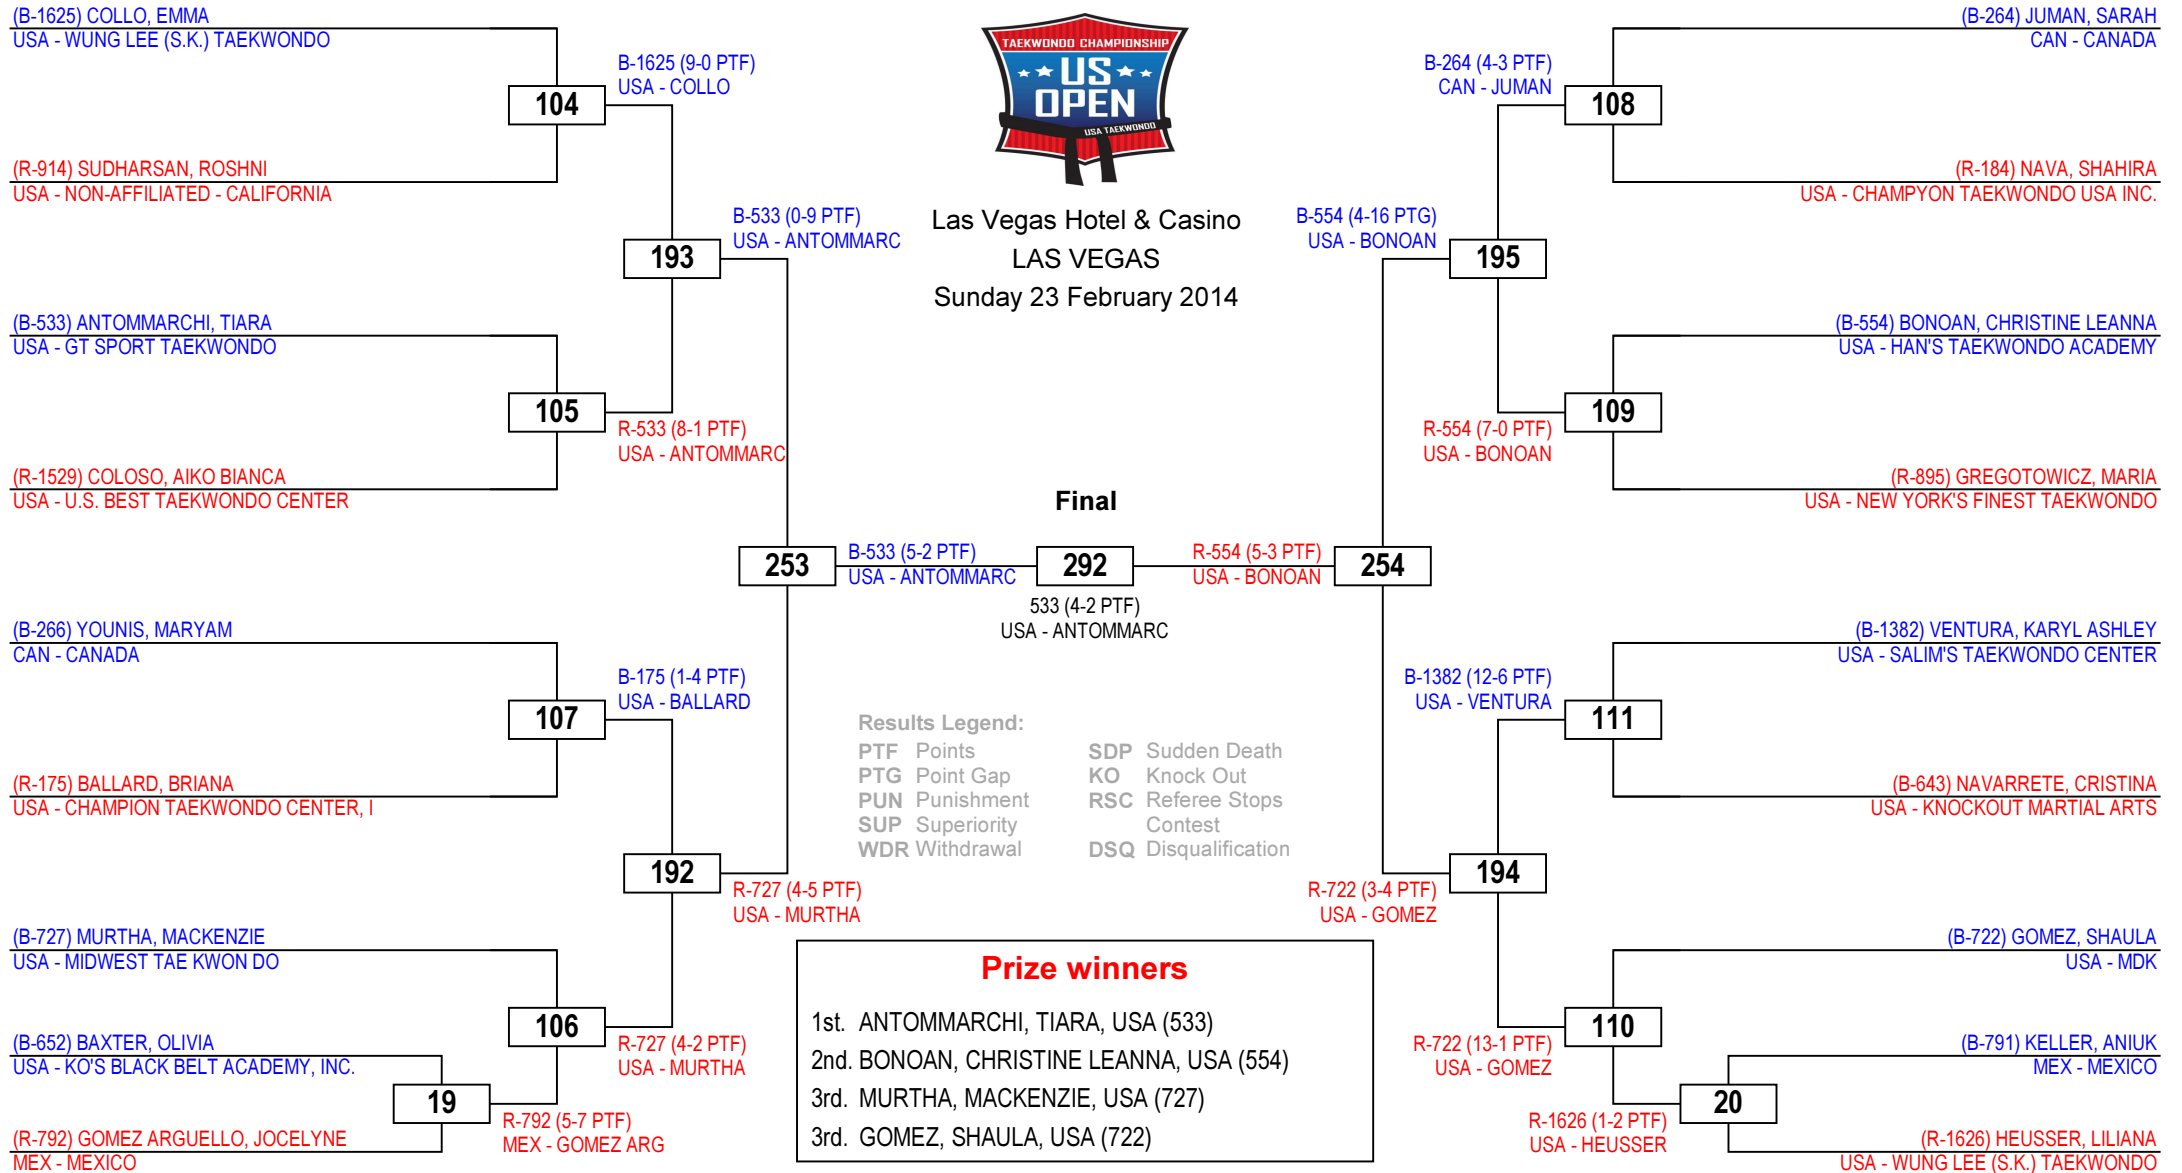 (B-1625) COLLO, EMMA
USA - WUNG LEE (S.K.) TAEKWONDO
B-1625 (9-0 PTF)
USA - COLLO
104
(R-914) SUDHARSAN, ROSHNI
USA - NON-AFFILIATED - CALIFORNIA
B-533 (0-9 PTF)
USA - ANTOMMARC
193
(B-533) ANTOMMARCHI, TIARA
USA - GT SPORT TAEKWONDO
105
R-533 (8-1 PTF)
USA - ANTOMMARC
(R-1529) COLOSO, AIKO BIANCA
USA - U.S. BEST TAEKWONDO CENTER
253
B-533 (5-2 PTF)
USA - ANTOMMARC
(B-266) YOUNIS, MARYAM
CAN - CANADA
B-175 (1-4 PTF)
USA - BALLARD
107
(R-175) BALLARD, BRIANA
USA - CHAMPION TAEKWONDO CENTER, I
192
R-727 (4-5 PTF)
USA - MURTHA
(B-727) MURTHA, MACKENZIE
USA - MIDWEST TAE KWON DO
106
R-727 (4-2 PTF)
USA - MURTHA
(B-652) BAXTER, OLIVIA
USA - KO'S BLACK BELT ACADEMY, INC.
19
R-792 (5-7 PTF)
MEX - GOMEZ ARG
(R-792) GOMEZ ARGUELLO, JOCELYNE
MEX - MEXICO
TAEKWONDO CHAMPIONSHIP
US
OPEN
USA TAEKWONDO
Las Vegas Hotel & Casino
LAS VEGAS
Sunday 23 February 2014
Final
292
533 (4-2 PTF)
USA - ANTOMMARC
Results Legend:
PTF Points SDP Sudden Death
PTG Point Gap KO Knock Out
PUN Punishment RSC Referee Stops
SUP Superiority Contest
WDR Withdrawal DSQ Disqualification
Prize winners
1st. ANTOMMARCHI, TIARA, USA (533)
2nd. BONOAN, CHRISTINE LEANNA, USA (554)
3rd. MURTHA, MACKENZIE, USA (727)
3rd. GOMEZ, SHAULA, USA (722)
(B-264) JUMAN, SARAH
CAN - CANADA
B-264 (4-3 PTF)
CAN - JUMAN
108
(R-184) NAVA, SHAHIRA
USA - CHAMPYON TAEKWONDO USA INC.
B-554 (4-16 PTG)
USA - BONOAN
195
(B-554) BONOAN, CHRISTINE LEANNA
USA - HAN'S TAEKWONDO ACADEMY
109
R-554 (7-0 PTF)
USA - BONOAN
(R-895) GREGOTOWICZ, MARIA
USA - NEW YORK'S FINEST TAEKWONDO
R-554 (5-3 PTF)
USA - BONOAN
254
(B-1382) VENTURA, KARYL ASHLEY
USA - SALIM'S TAEKWONDO CENTER
B-1382 (12-6 PTF)
USA - VENTURA
111
(B-643) NAVARRETE, CRISTINA
USA - KNOCKOUT MARTIAL ARTS
194
R-722 (3-4 PTF)
USA - GOMEZ
(B-722) GOMEZ, SHAULA
USA - MDK
110
R-722 (13-1 PTF)
USA - GOMEZ
(B-791) KELLER, ANIUK
MEX - MEXICO
20
R-1626 (1-2 PTF)
USA - HEUSSER
(R-1626) HEUSSER, LILIANA
USA - WUNG LEE (S.K.) TAEKWONDO